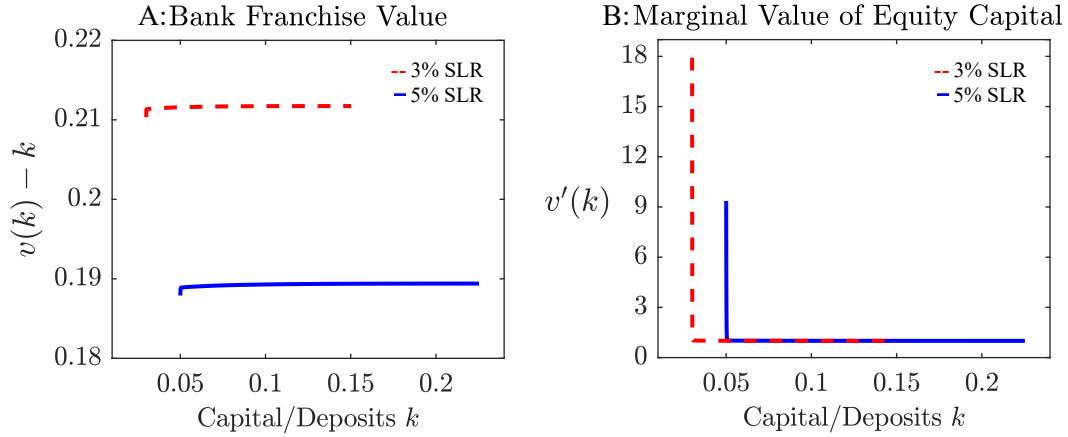 A:Bank Franchise Value
0.22
0.21
0.2
0.19
0.18
v(k) − k
3% SLR
5% SLR
0.05 0.1 0.15 0.2
Capital/Deposits k
B:Marginal Value of Equity Capital
18
15
12
9
6
3
0
v′(k)
3% SLR
5% SLR
0.05 0.1 0.15 0.2
Capital/Deposits k